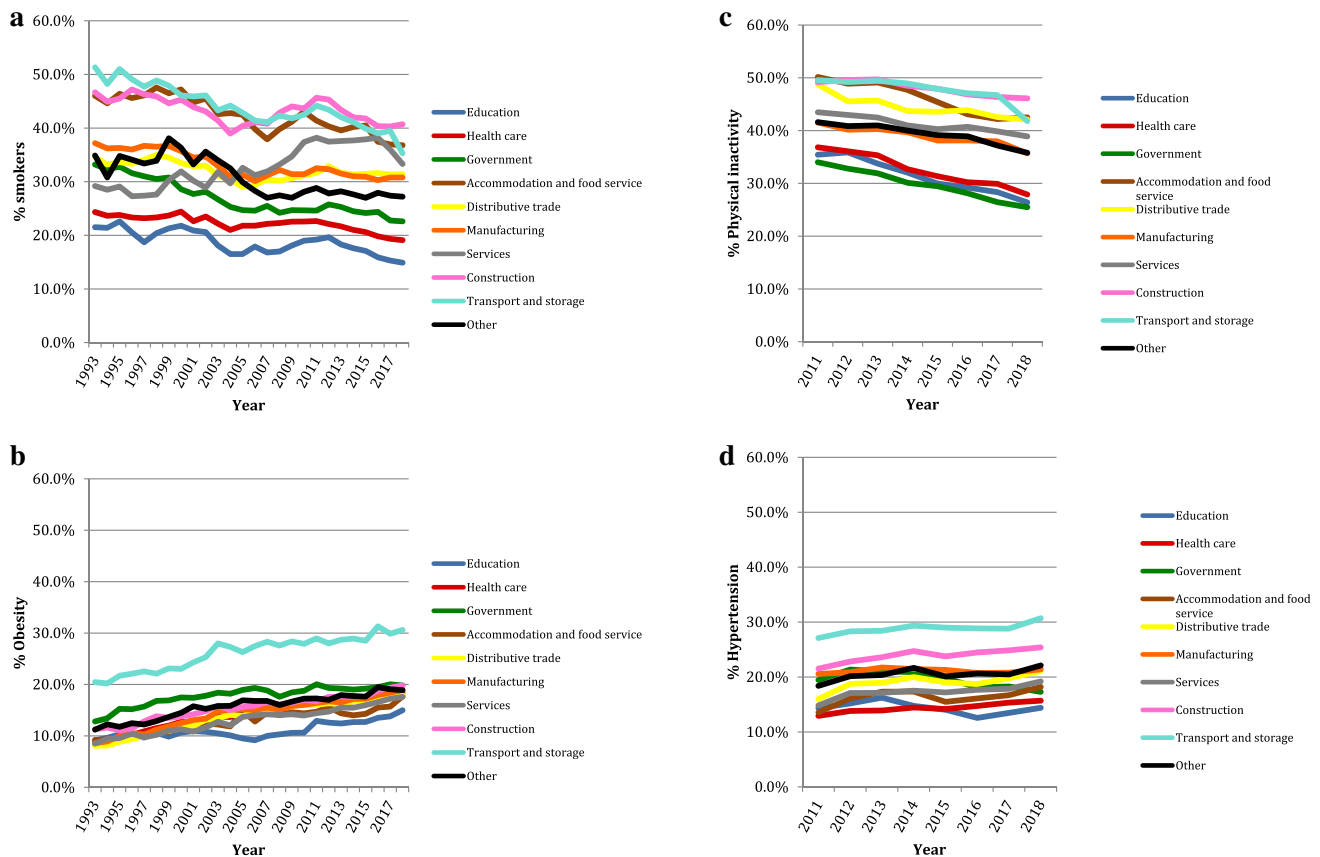 a
60.0%
50.0%
40.0%
30.0%
20.0%
10.0%
0.0%
% smokers
1993
1995
1997
1999
2001
2003
2005
2007
2009
2011
2013
2015
2017
Year
Education
Health care
Government
Accommodation and food service
Distributive trade
Manufacturing
Services
Construction
Transport and storage
Other
c
60.0%
50.0%
40.0%
30.0%
20.0%
10.0%
0.0%
% Physical inactivity
2011
2012
2013
2014
2015
2016
2017
2018
Year
Education
Health care
Government
Accommodation and food
service
Distributive trade
Manufacturing
Services
Construction
Transport and storage
Other
b
60.0%
50.0%
40.0%
30.0%
20.0%
10.0%
0.0%
% Obesity
1993
1995
1997
1999
2001
2003
2005
2007
2009
2011
2013
2015
2017
Year
Education
Health care
Government
Accommodation and food service
Distributive trade
Manufacturing
Services
Construction
Transport and storage
Other
d
60.0%
50.0%
40.0%
30.0%
20.0%
10.0%
0.0%
% Hypertension
2011
2012
2013
2014
2015
2016
2017
2018
Year
Education
Health care
Government
Accommodation and food
service
Distributive trade
Manufacturing
Services
Construction
Transport and storage
Other